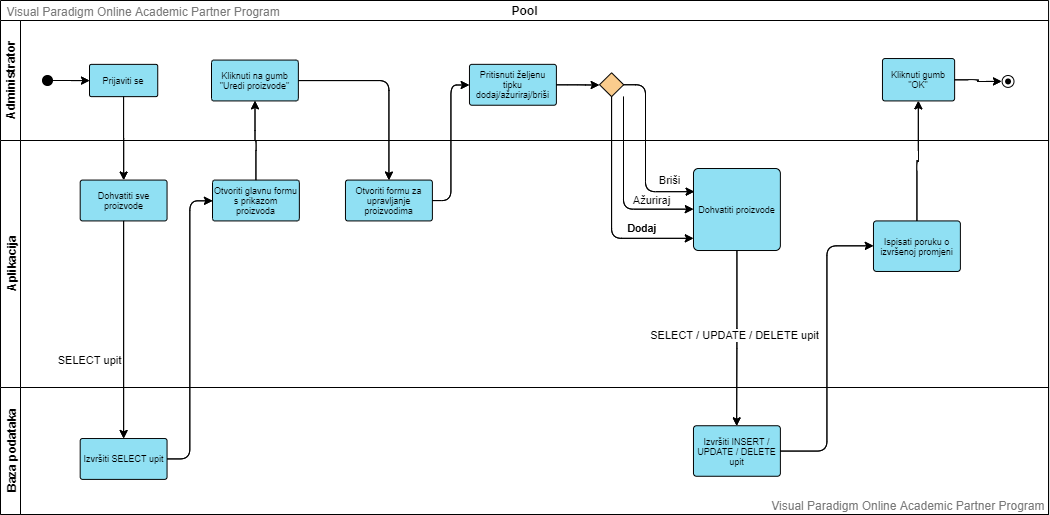 Visual Paradigm Online Academic Partner Program
Pool
Administrator
Prijaviti se
Kliknuti na gumb
"Uredi proizvode"
Pritisnuti željenu
tipku
dodaj/ažuriraj/briši
Kliknuti gumb
"OK"
Aplikacija
Dohvatiti sve
proizvode
Otvoriti glavnu formu
s prikazom
proizvoda
Otvoriti formu za
upravljanje
proizvodima
Briši
Ažuriraj
Dodaj
Dohvatiti proizvode
Ispisati poruku o
izvršenoj promjeni
SELECT upit
SELECT / UPDATE / DELETE upit
Baza podataka
Izvršiti SELECT upit
Izvršiti INSERT /
UPDATE / DELETE
upit
Visual Paradigm Online Academic Partner Program